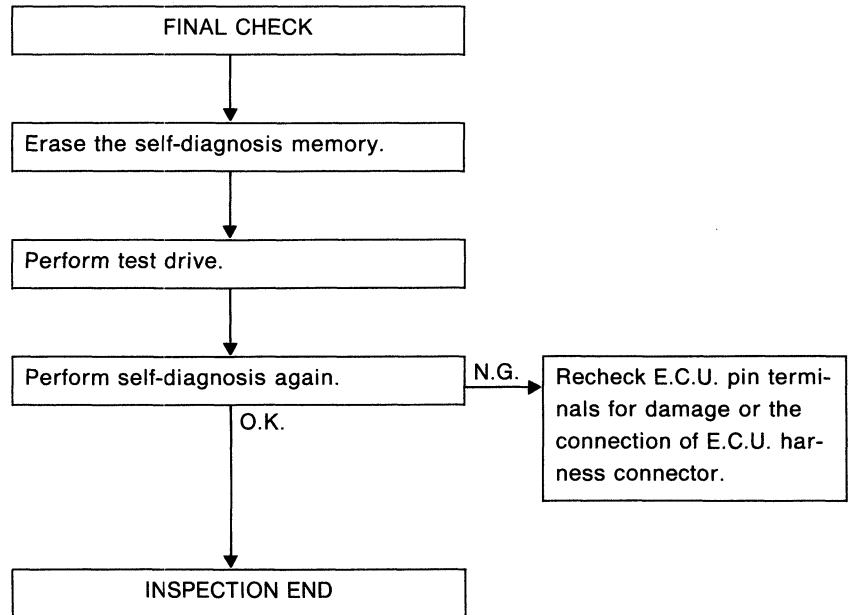 FINAL CHECK
Erase the self-diagnosis memory.
Perform test drive.
Perform self-diagnosis again.
N.G.
Recheck E.C.U. pin termi-
nals for damage or the
connection of E.C.U. har-
ness connector.
O.K.
INSPECTION END